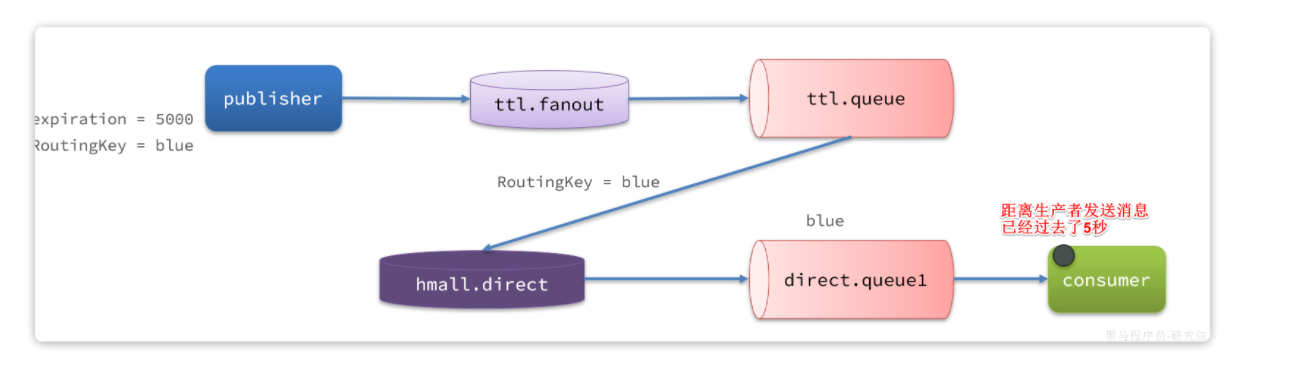 publisher
ttl.fanout
ttl.queue
expiration = 5000
RoutingKey = blue
RoutingKey = blue
blue
距离生产者发送消息
已经过去了5秒
hmall.direct
direct.queue1
consumer
黑马程序员-研究院